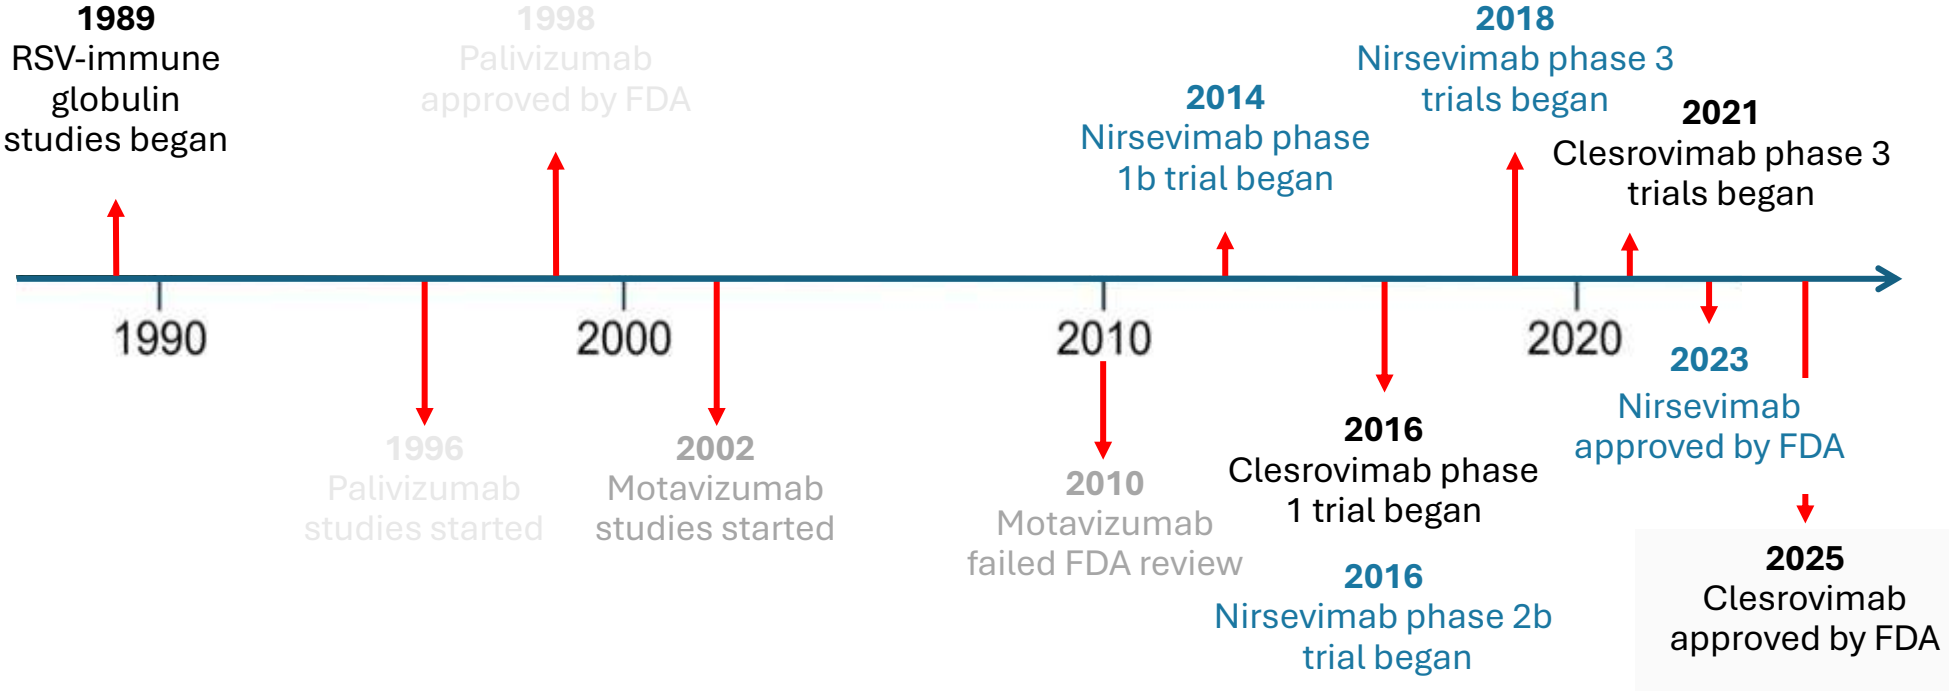 1989
RSV-immune
globulin
studies began
1998
Palivizumab
approved by FDA
2014
Nirsevimab phase
1b trial began
2018
Nirsevimab phase 3
trials began
2021
Clesrovimab phase 3
trials began
1990
2000
2010
2020
1996
Palivizumab
studies started
2002
Motavizumab
studies started
2010
Motavizumab
failed FDA review
2016
Clesrovimab phase
1 trial began
2016
Nirsevimab phase 2b
trial began
2023
Nirsevimab
approved by FDA
2025
Clesrovimab
approved by FDA